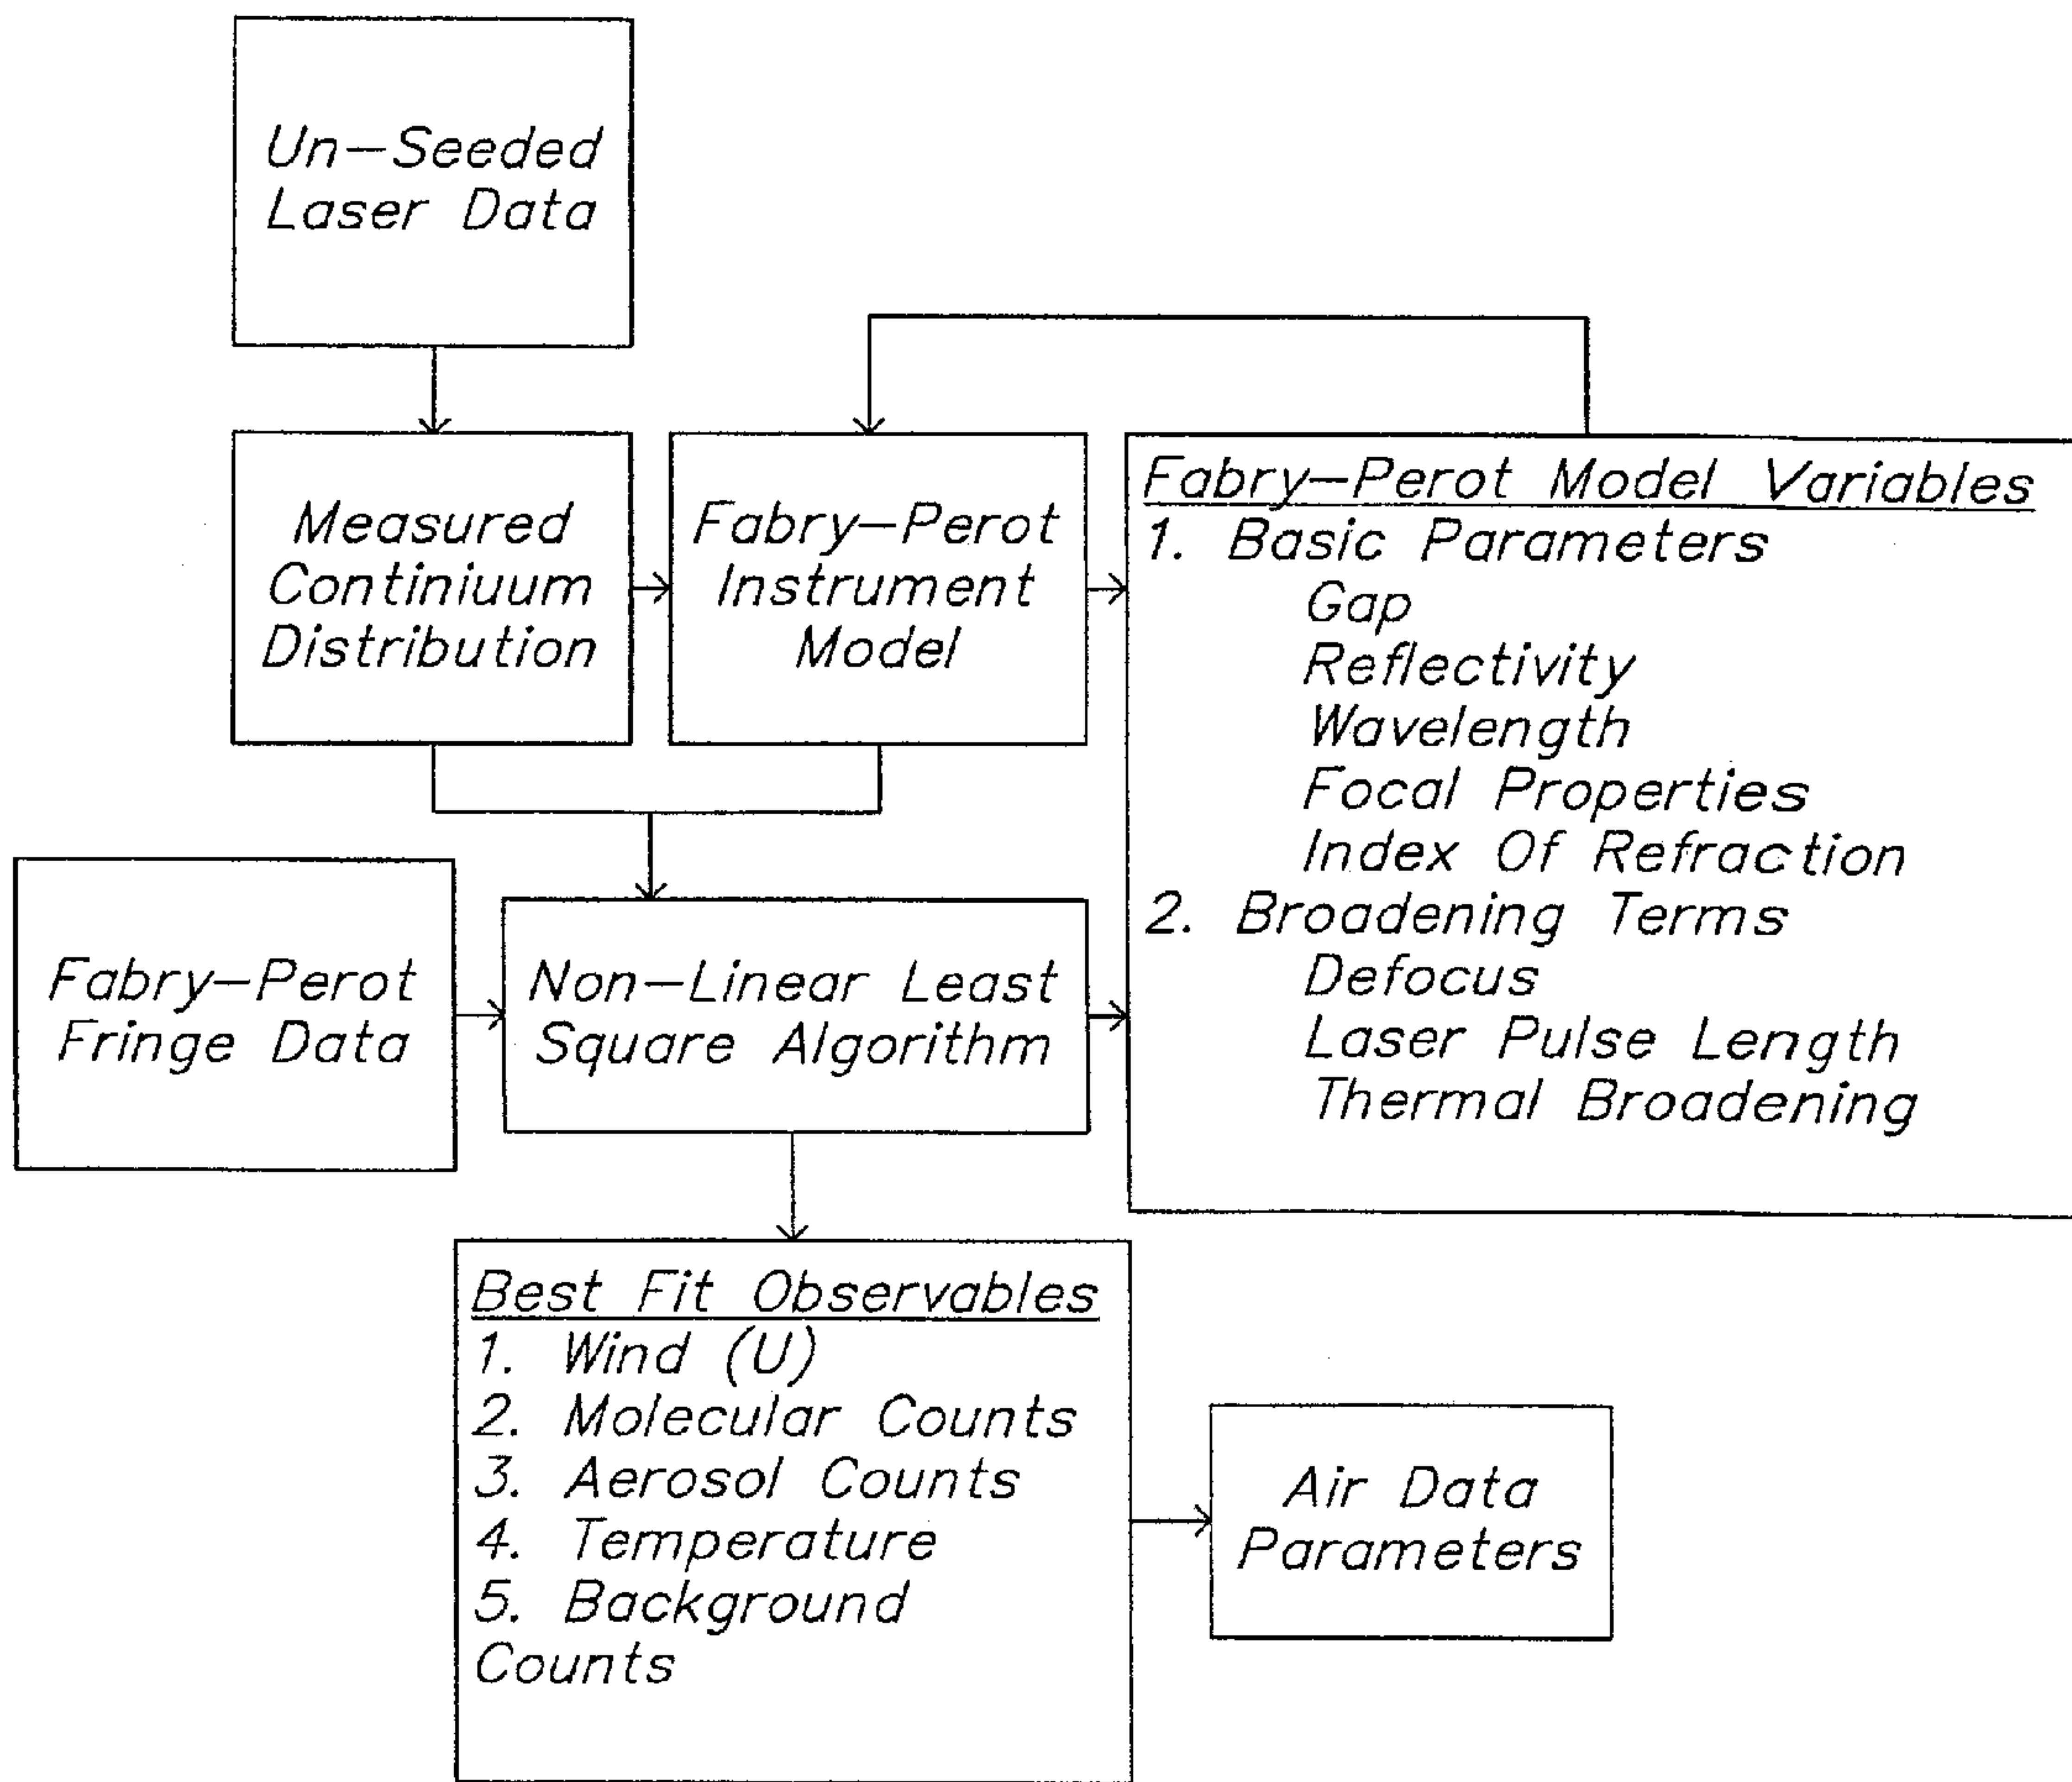 Un-Seeded
Laser Data
Measured
Continiuum
Distribution
Fabry-Perot
Instrument
Model
Fabry-Perot Model Variables
1. Basic Parameters
Gap
Reflectivity
Wavelength
Focal Properties
Index Of Refraction
2. Broadening Terms
Defocus
Laser Pulse Length
Thermal Broadening
Fabry-Perot
Fringe Data
Non-Linear Least
Square Algorithm
Best Fit Observables
1. Wind (U)
2. Molecular Counts
3. Aerosol Counts
4. Temperature
5. Background
Counts
Air Data
Parameters